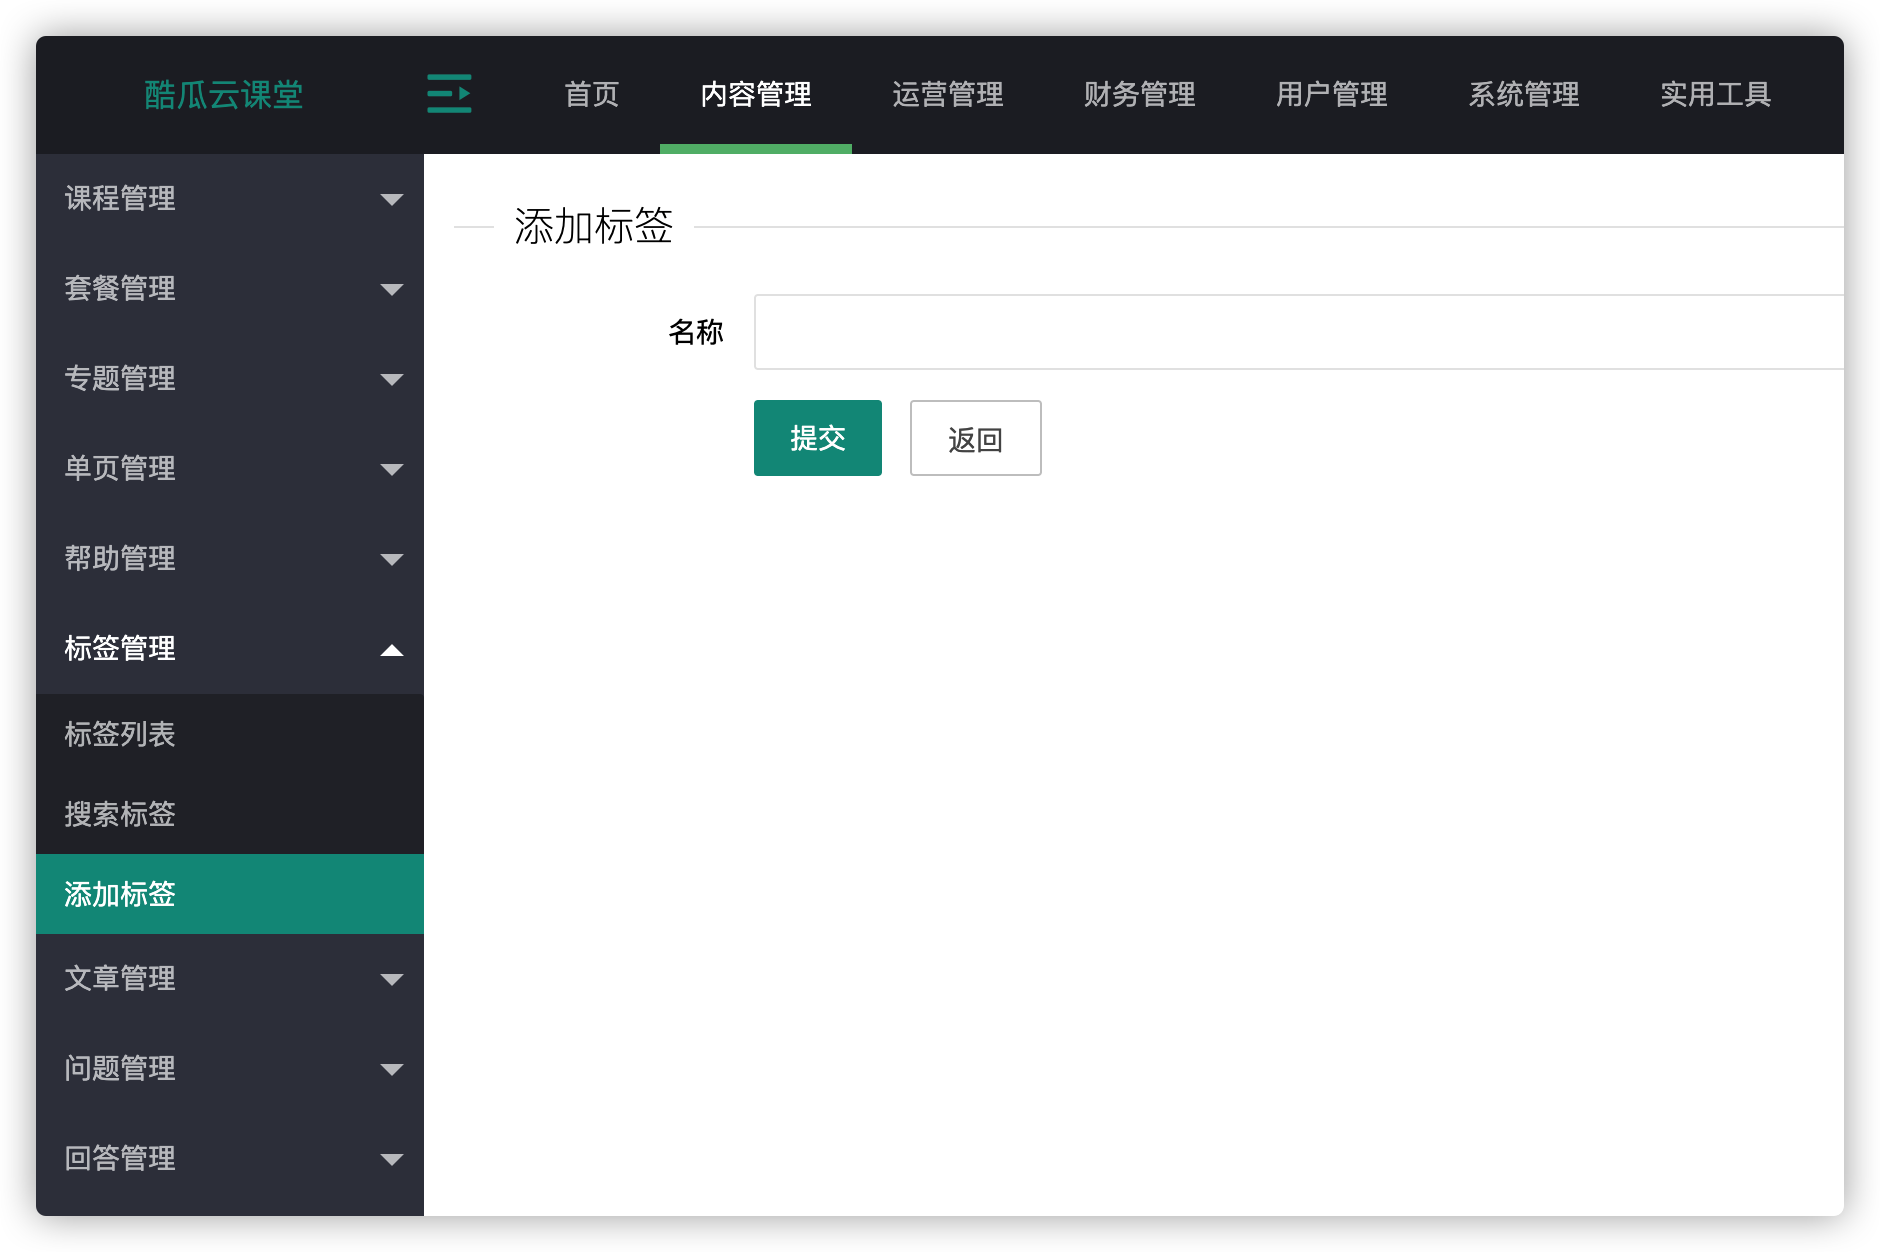 酷瓜云课堂 首页 内容管理 运营管理 财务管理 用户管理 系统管理 实用工具
课程管理
套餐管理
专题管理
单页管理
帮助管理
标签管理
标签列表
搜索标签
添加标签
文章管理
问题管理
回答管理
添加标签
名称
提交 返回